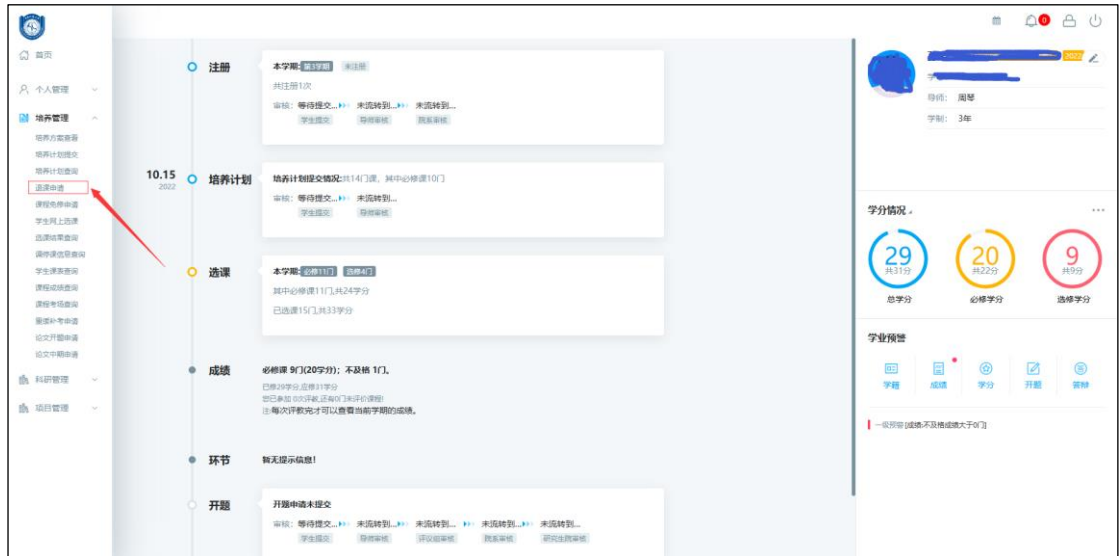 0
首页
个人管理
培养管理
培养方案查看
培养计划提交
培养计划查询
退课申请
课程免修申请
学生网上选课
选课结果查询
调停课信息查询
学生课表查询
课程成绩查询
课程考场查询
重读补考申请
论文开题申请
论文中期申请
科研管理
项目管理
注册
本学期: 第3学期 未注册
共注册1次
审核: 等待提交... 未流转到... 未流转到...
学生提交 导师审核 院系审核
10.15
2022
培养计划
培养计划提交情况:共14门课，其中必修课10门
审核: 等待提交... 未流转到...
学生提交 导师审核
选课
本学期: 必修11门 选修4门
其中必修课11门,共24学分
已选课15门,共33学分
成绩
必修课 9门(20学分)；不及格 1门。
已修29学分,应修31学分
您已参加 0次评教,还有0门未评价课程!
注:每次评教完才可以查看当前学期的成绩。
环节
暂无提示信息!
开题
开题申请未提交
审核: 等待提交... 未流转到... 未流转到... 未流转到... 未流转到...
学生提交 导师审核 评议组审核 院系审核 研究生院审核
2022
学
导师: 周琴
学制: 3年
学分情况
29
共31分
总学分
20
共22分
必修学分
9
共9分
选修学分
学业预警
学籍 成绩 学分 开题 答辩
一级预警 [成绩:不及格成绩大于0门]